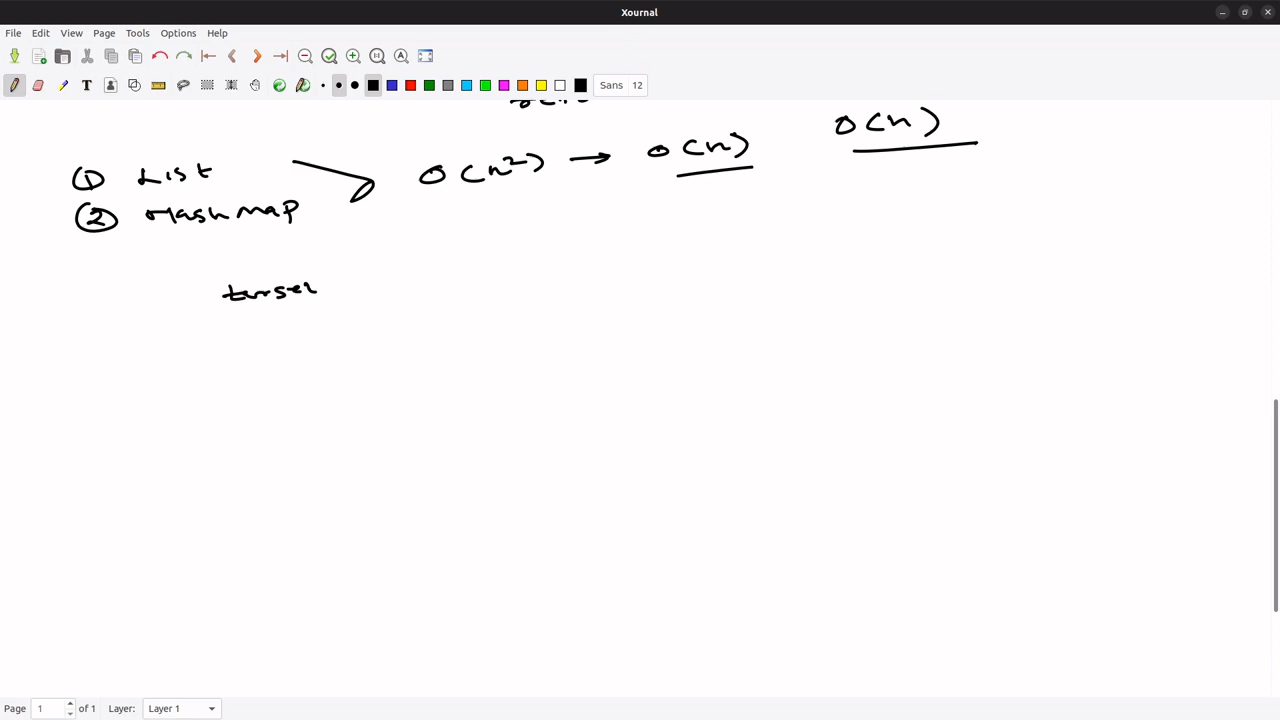 Xournal
File Edit View Page Tools Options Help
Sans 12
O(n)
① List O(n²) → O(n)
② Hashmap
Page 1 of 1 Layer: Layer 1